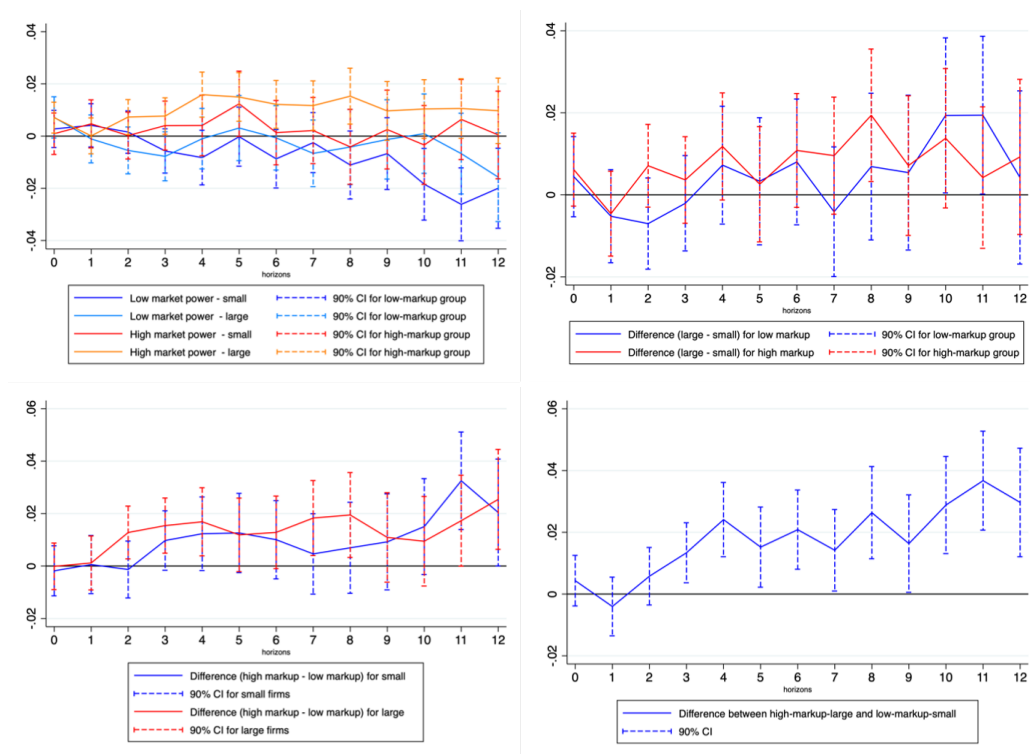 .04
.02
0
-.02
-.04
0 1 2 3 4 5 6 7 8 9 10 11 12
horizons
Low market power - small 90% CI for low-markup group
Low market power - large 90% CI for low-markup group
High market power - small 90% CI for high-markup group
High market power - large 90% CI for high-markup group
.04
.02
0
-.02
0 1 2 3 4 5 6 7 8 9 10 11 12
horizons
Difference (large - small) for low markup 90% CI for low-markup group
Difference (large - small) for high markup 90% CI for high-markup group
.06
.04
.02
0
-.02
0 1 2 3 4 5 6 7 8 9 10 11 12
horizons
Difference (high markup - low markup) for small
90% CI for small firms
Difference (high markup - low markup) for large
90% CI for large firms
.06
.04
.02
0
-.02
0 1 2 3 4 5 6 7 8 9 10 11 12
horizons
Difference between high-markup-large and low-markup-small
90% CI